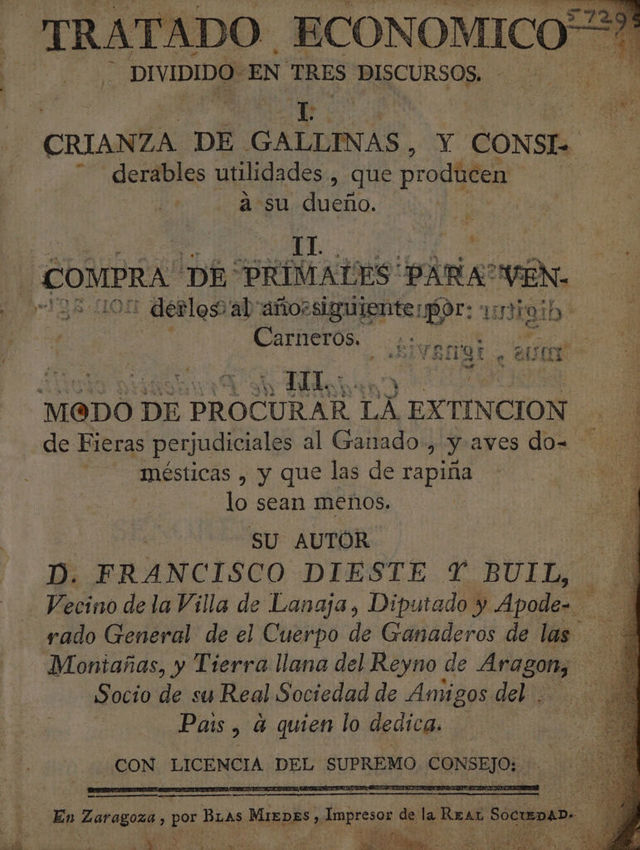 57295
TRATADO ECONOMICO
DIVIDIDO EN TRES DISCURSOS.
I.
CRIANZA DE GALLINAS, Y CONSI-
derables utilidades, que producen
à su dueño.
II.
COMPRA DE PRIMALES PARA VEN-
derlos al año siguiente por
Carneros.
III.
MODO DE PROCURAR LA EXTINCION
de Fieras perjudiciales al Ganado, y aves do-
mésticas, y que las de rapiña
lo sean menos.
SU AUTOR
D. FRANCISCO DIESTE Y BUIL,
Vecino de la Villa de Lanaja, Diputado y Apode-
rado General de el Cuerpo de Ganaderos de las
Montañas, y Tierra llana del Reyno de Aragon,
Socio de su Real Sociedad de Amigos del
Pais, à quien lo dedica.
CON LICENCIA DEL SUPREMO CONSEJO:
En Zaragoza, por BLAS MIEDES, Impresor de la REAL SOCIEDAD.